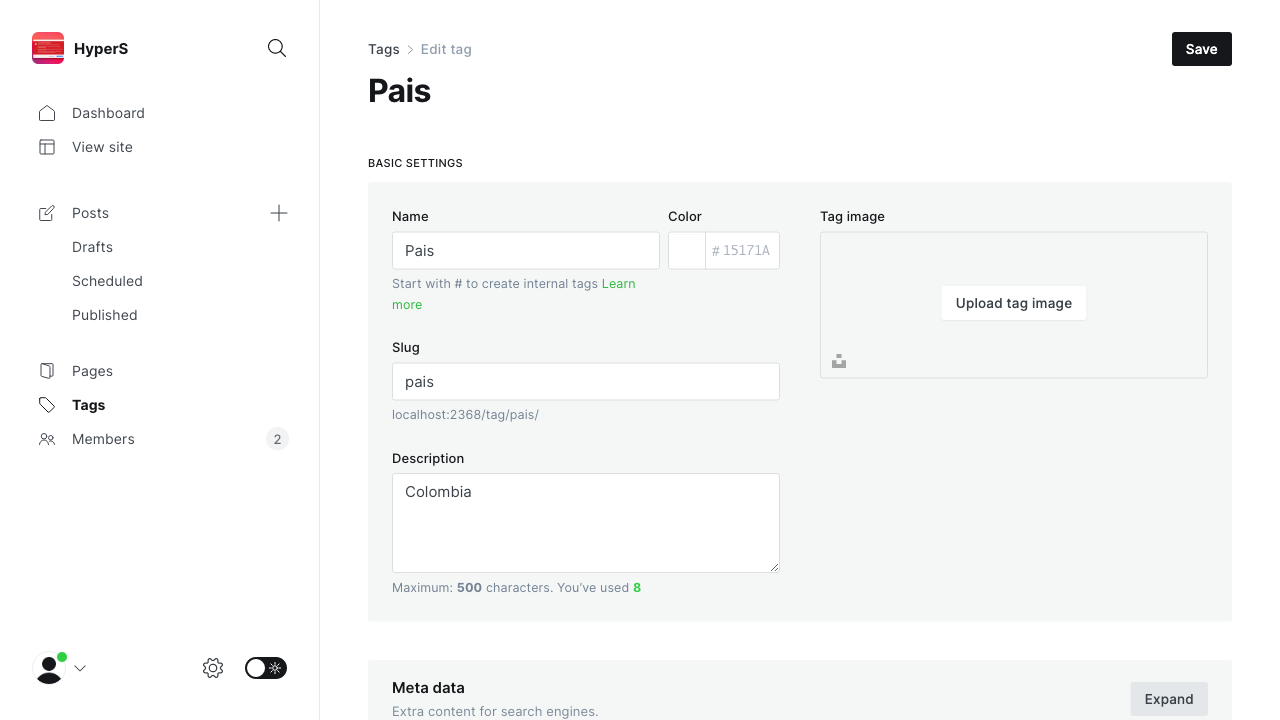 HyperS
Dashboard
View site
Posts
Drafts
Scheduled
Published
Pages
Tags
Members 2
Tags Edit tag
Save
Pais
BASIC SETTINGS
Name
Pais
Color
# 15171A
Start with # to create internal tags Learn
more
Slug
pais
localhost:2368/tag/pais/
Description
Colombia
Maximum: 500 characters. You've used 8
Tag image
Upload tag image
Meta data
Extra content for search engines.
Expand